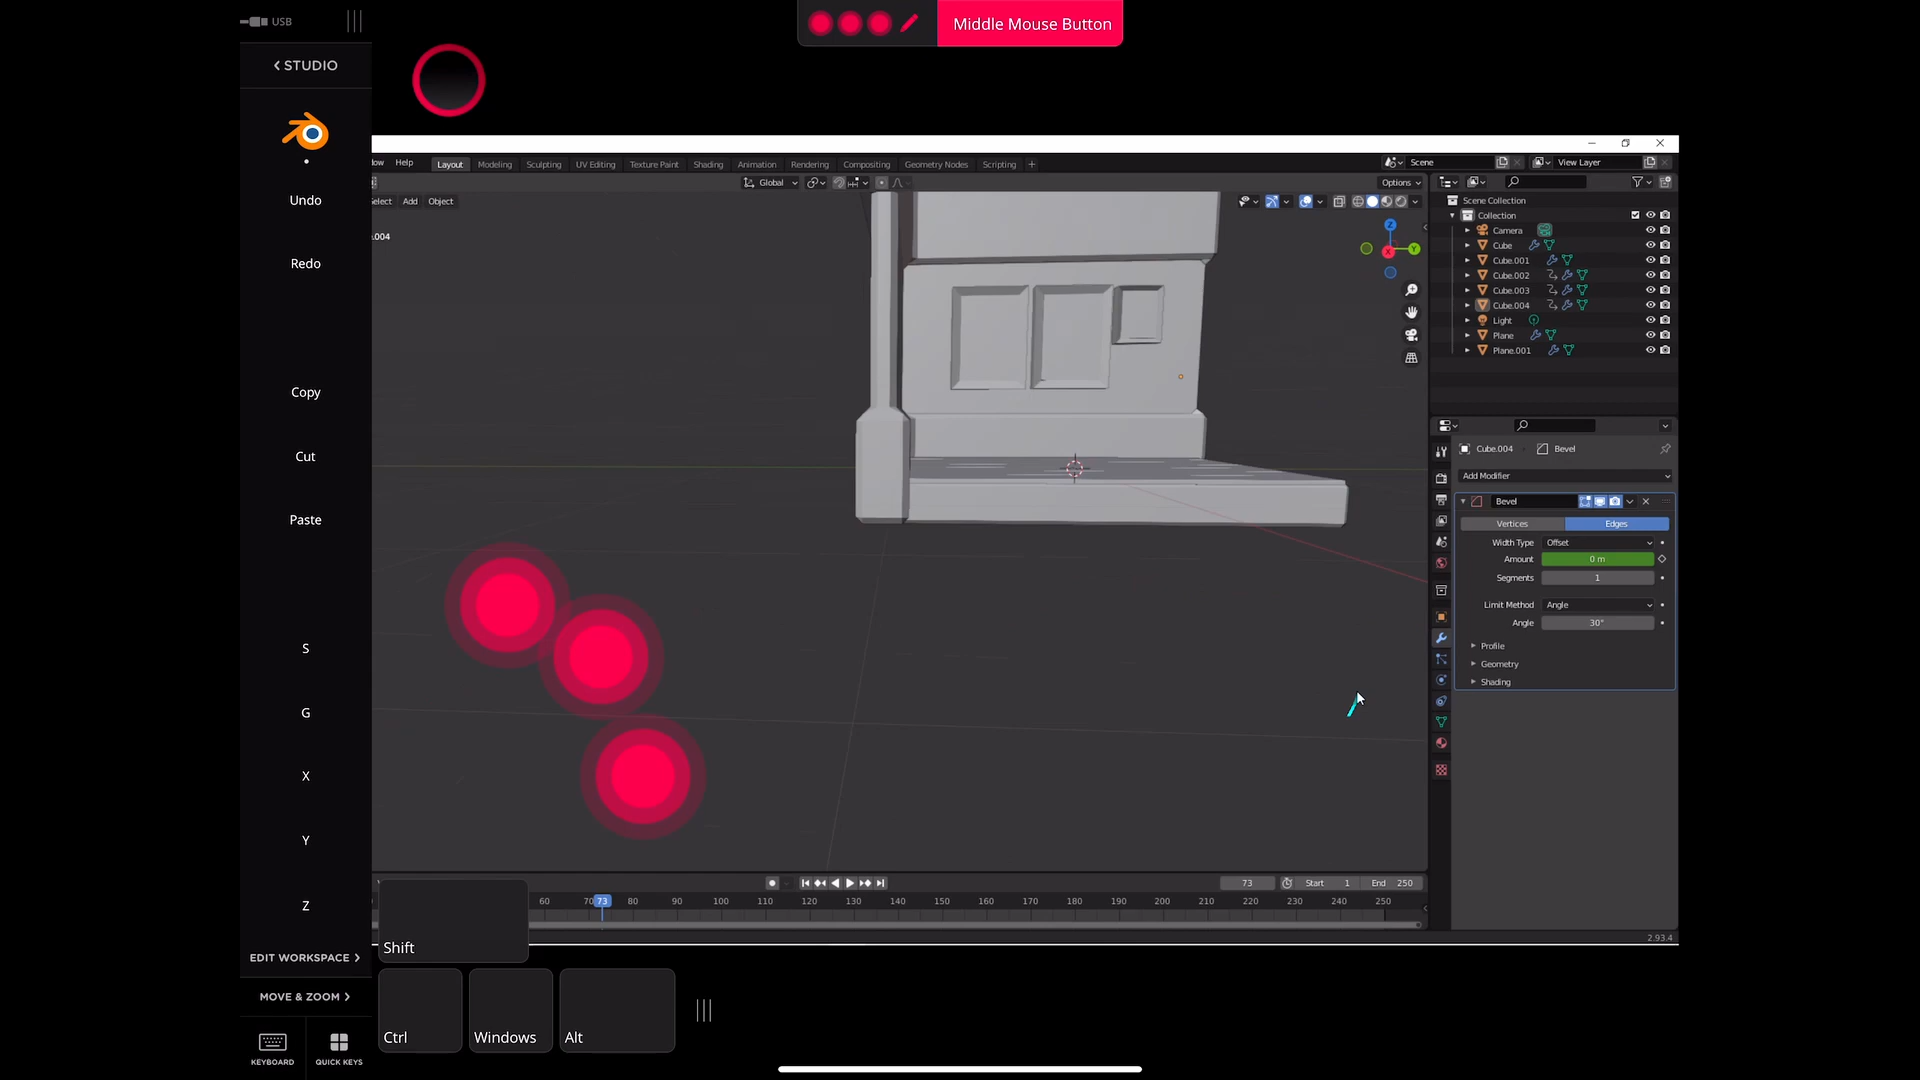 USB
Middle Mouse Button
< STUDIO
Undo
Redo
Copy
Cut
Paste
S
G
X
Y
Z
EDIT WORKSPACE >
MOVE & ZOOM >
KEYBOARD
QUICK KEYS
Shift
Ctrl
Windows
Alt
Help
Layout
Modeling
Sculpting
UV Editing
Texture Paint
Shading
Animation
Rendering
Compositing
Geometry Nodes
Scripting
+
Scene
View Layer
Global
Options
Add
Object
.004
Z
Y
X
Scene Collection
Collection
Camera
Cube
Cube.001
Cube.002
Cube.003
Cube.004
Light
Plane
Plane.001
Cube.004
Bevel
Add Modifier
Bevel
Vertices
Edges
Width Type
Offset
Amount
0 m
Segments
1
Limit Method
Angle
Angle
30°
Profile
Geometry
Shading
73
Start
1
End
250
60
70
73
80
90
100
110
120
130
140
150
160
170
180
190
200
210
220
230
240
250
2.93.4